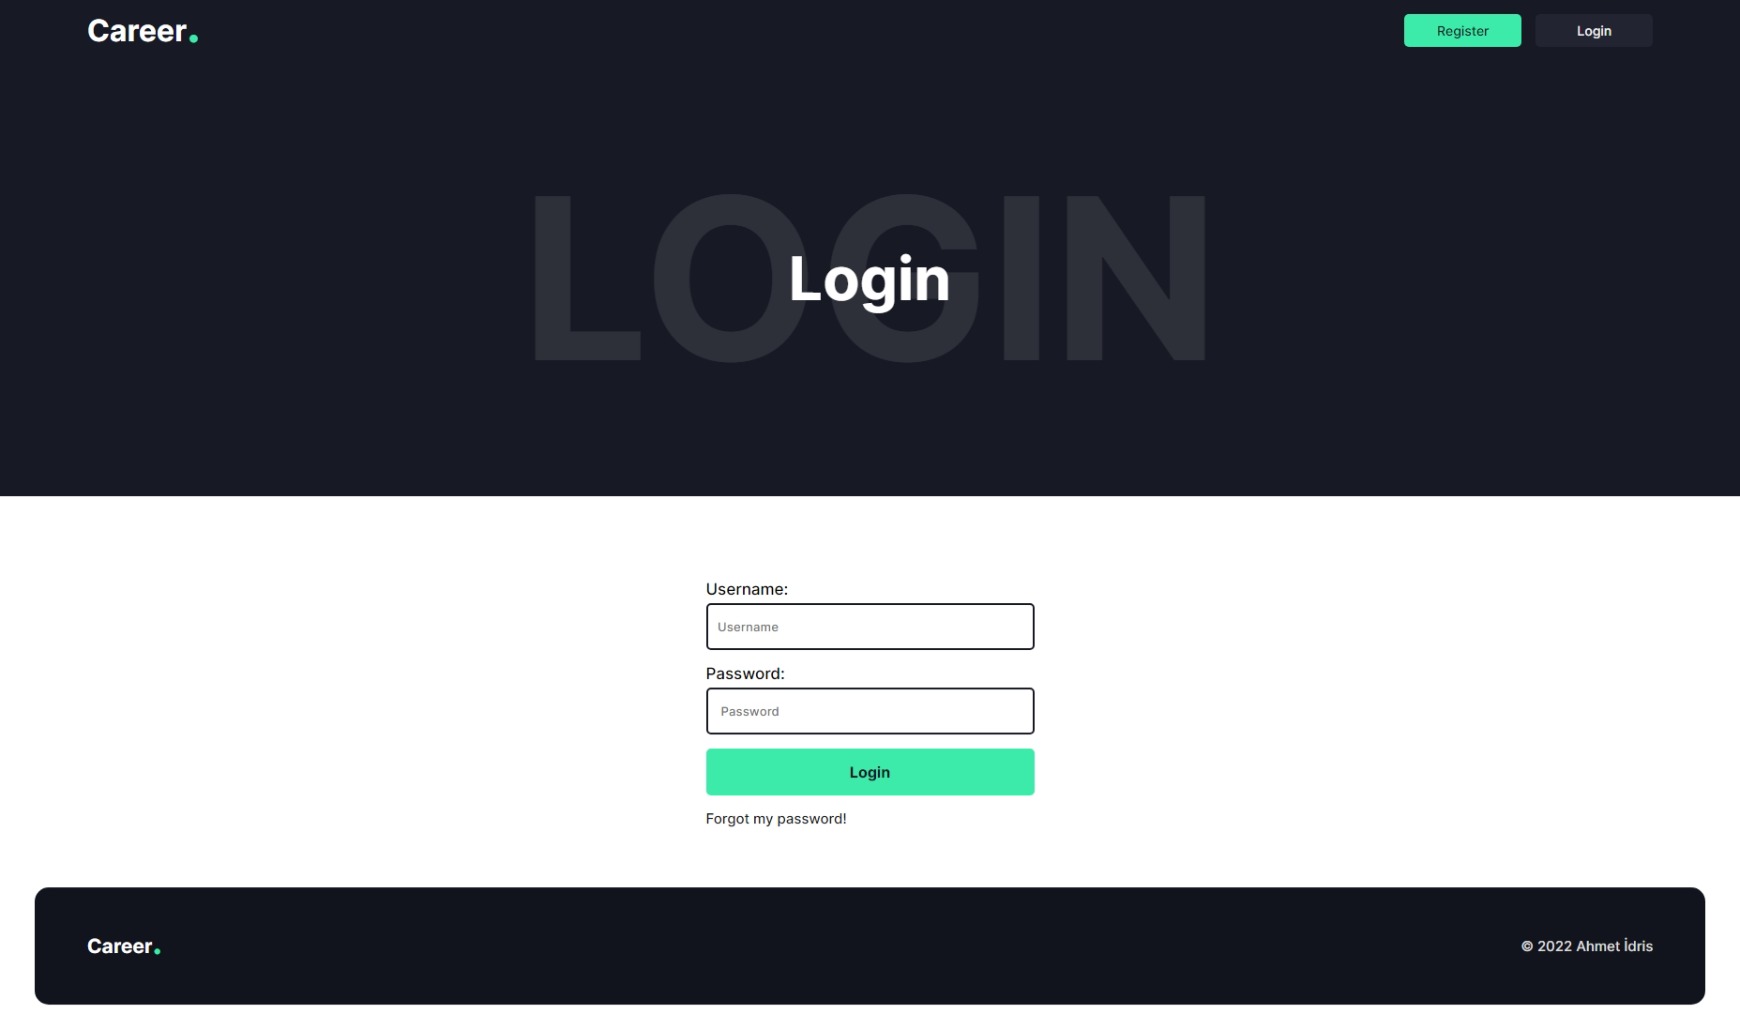 Career.
Register
Login
LOGIN
Login
Username:
Username
Password:
Password
Login
Forgot my password!
Career.
© 2022 Ahmet İdris